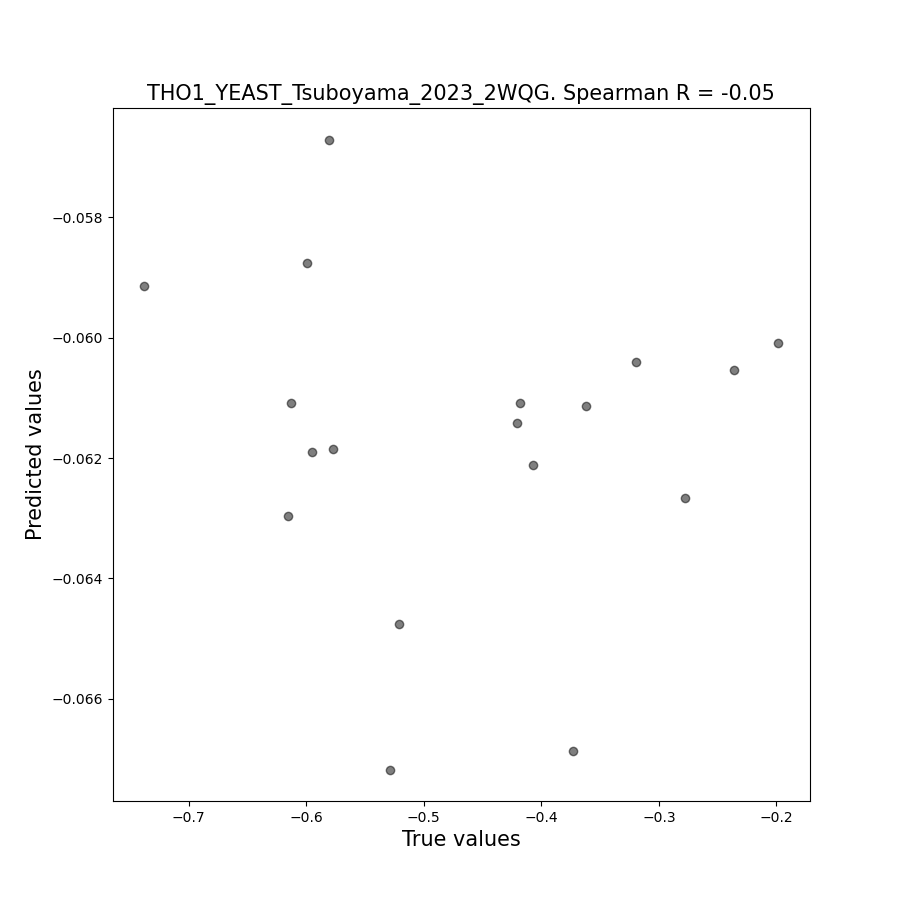 THO1_YEAST_Tsuboyama_2023_2WQG. Spearman R = -0.05
−0.058
−0.060
−0.062
−0.064
−0.066
Predicted values
−0.7 −0.6 −0.5 −0.4 −0.3 −0.2
True values